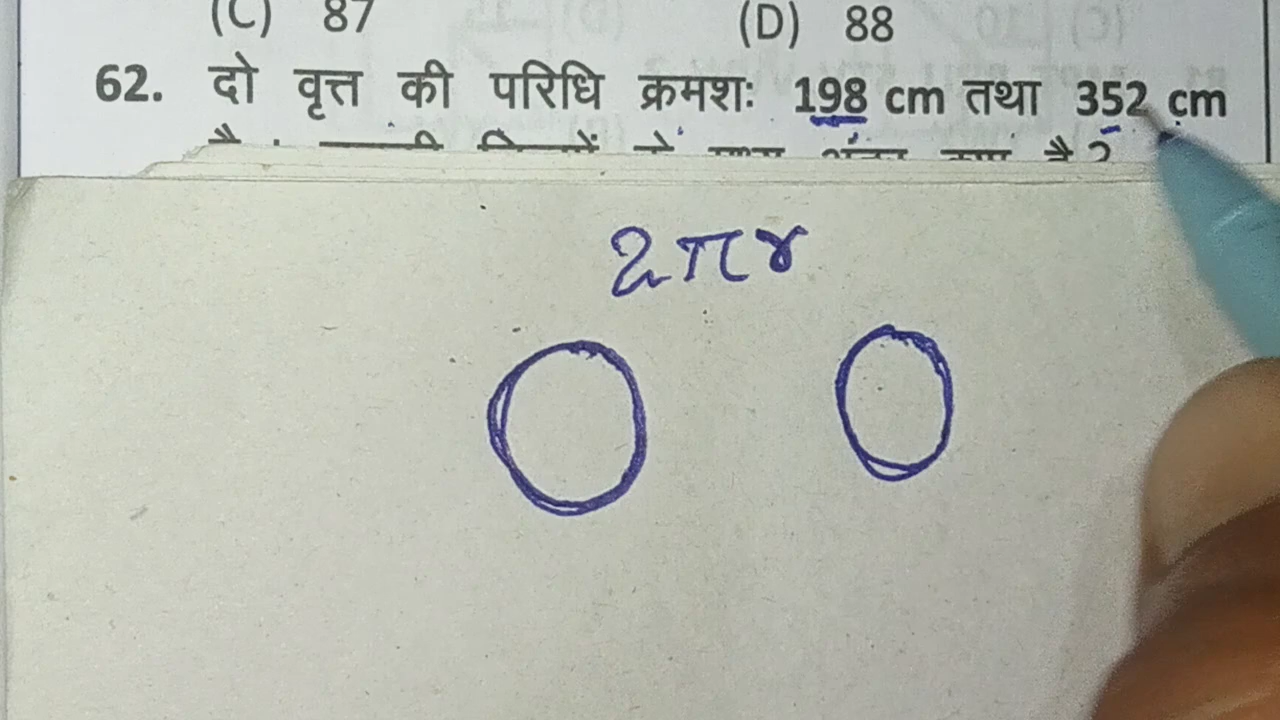 (C) 87 (D) 88
62. दो वृत्त की परिधि क्रमशः 198 cm तथा 352 cm
है ?
2πr